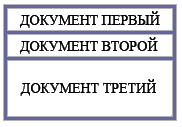 ДОКУМЕНТ ПЕРВЫЙ
ДОКУМЕНТ ВТОРОЙ
ДОКУМЕНТ ТРЕТИЙ